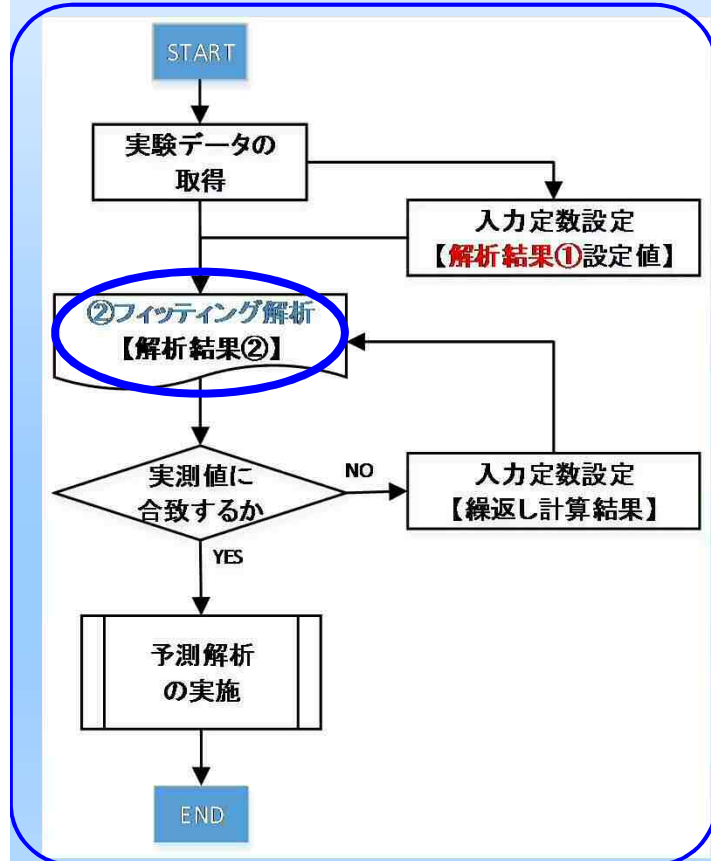 START
実験データの
取得
入力定数設定
【解析結果①設定値】
②フィッティング解析
【解析結果②】
実測値に
合致するか
NO
入力定数設定
【繰返し計算結果】
YES
予測解析
の実施
END